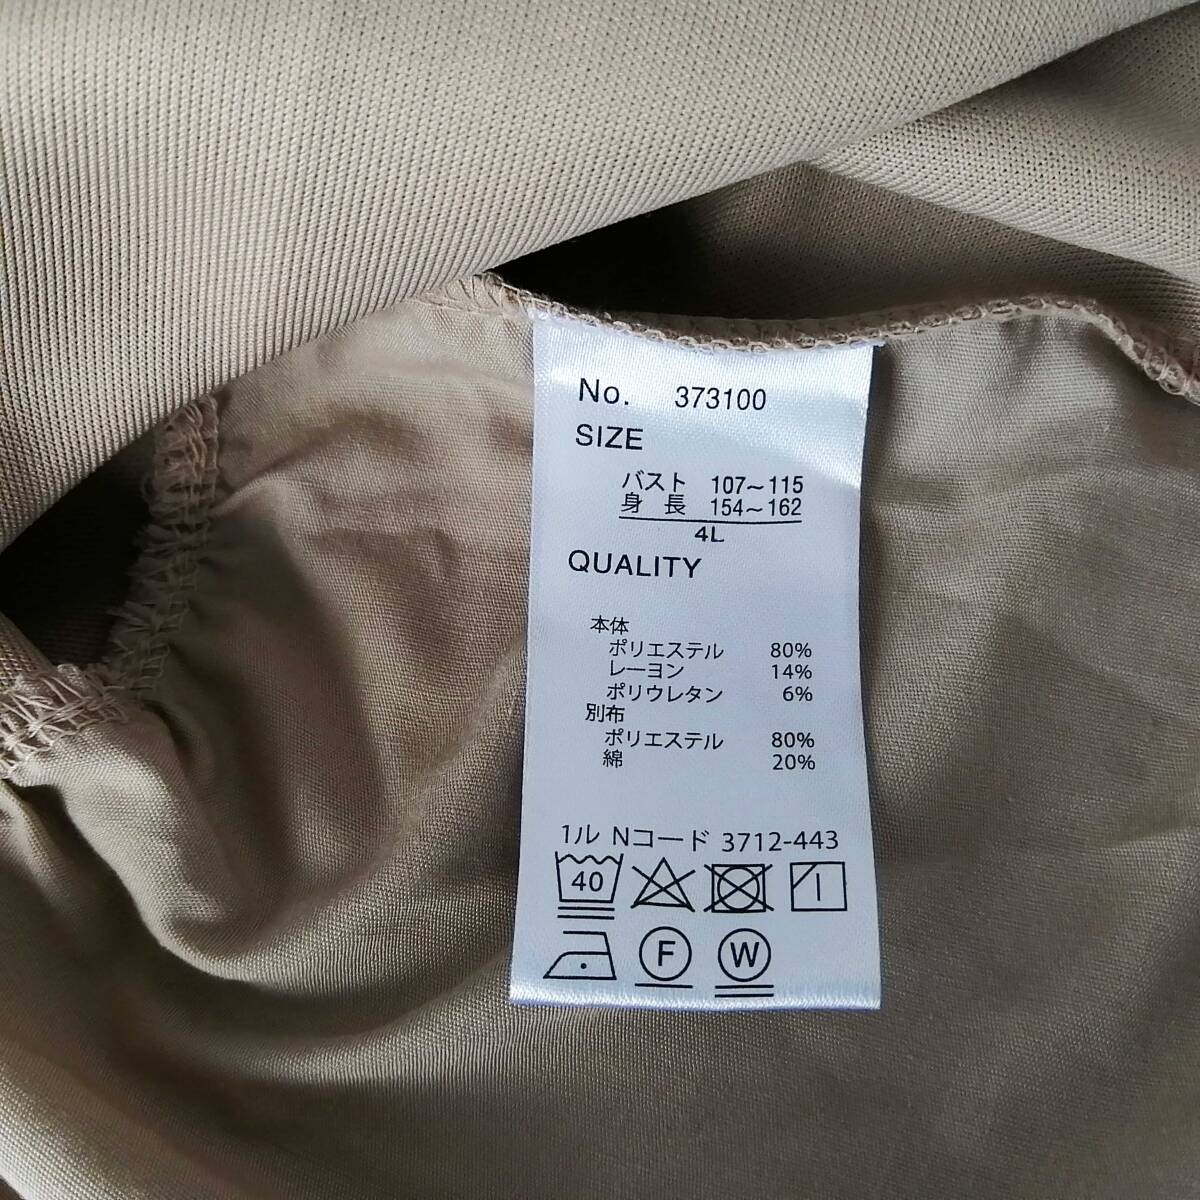 No. 373100
SIZE
バスト 107～115
身長 154～162
4L
QUALITY
本体
ポリエステル 80%
レーヨン 14%
ポリウレタン 6%
別布
ポリエステル 80%
綿 20%
1ル Nコード 3712-443
40
F W